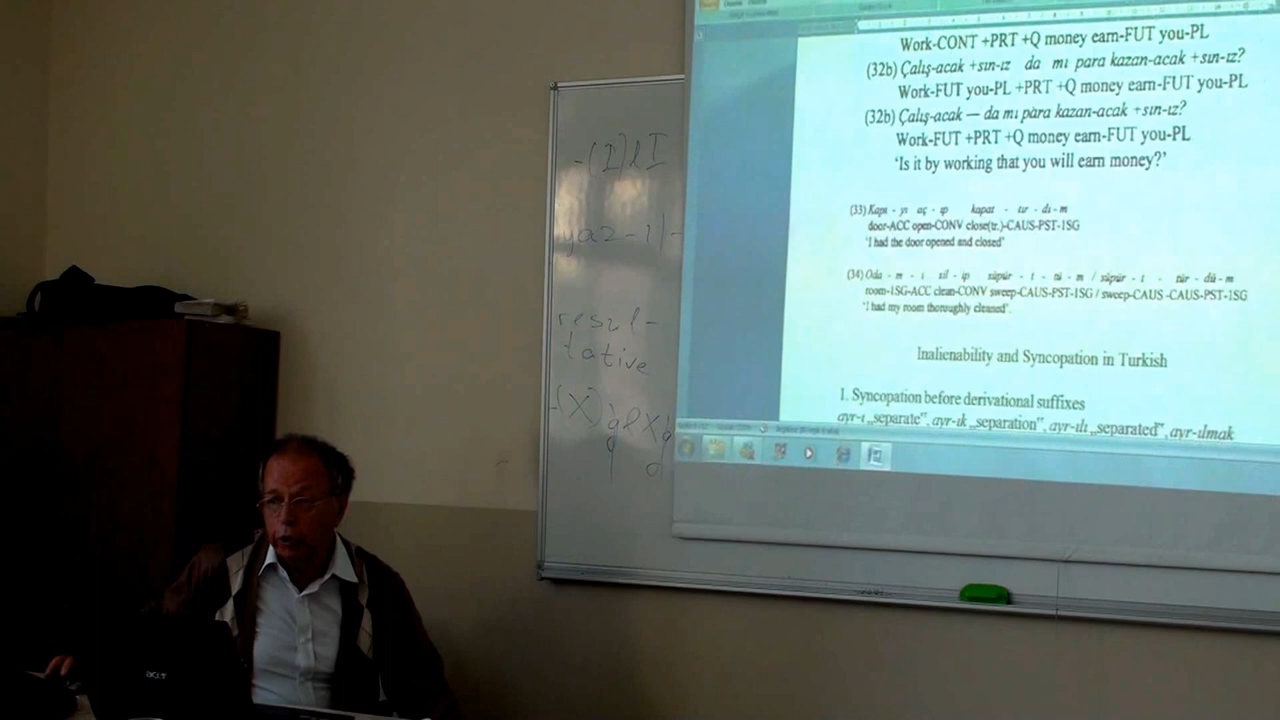 Work-CONT +PRT +Q money earn-FUT you-PL
(32b) Çalış-acak +sın-ız da mı para kazan-acak +sın-ız?
Work-FUT you-PL +PRT +Q money earn-FUT you-PL
(32b) Çalış-acak — da mı para kazan-acak +sın-ız?
Work-FUT +PRT +Q money earn-FUT you-PL
‘Is it by working that you will earn money?’
(33) Kapı - yı aç - ıp kapat - tır - dı - m
door-ACC open-CONV close(tr.)-CAUS-PST-1SG
‘I had the door opened and closed’
(34) Oda - m - ı sil - ip süpür - t - tü - m / süpür - t - tür - dü - m
room-1SG-ACC clean-CONV sweep-CAUS-PST-1SG / sweep-CAUS -CAUS-PST-1SG
‘I had my room thoroughly cleaned’.
Inalienability and Syncopation in Turkish
1. Syncopation before derivational suffixes
ayr-ı „separate”, ayr-ık „separation”, ayr-ılı „separated”, ayr-ılmak
-(I)lI
yaz-ıl-
resul-
tative
acer